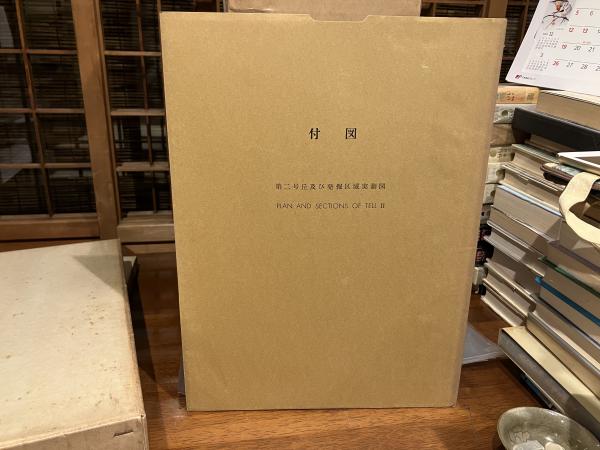 付図
第二号丘及び発掘区域実測図
PLAN AND SECTIONS OF TELL II